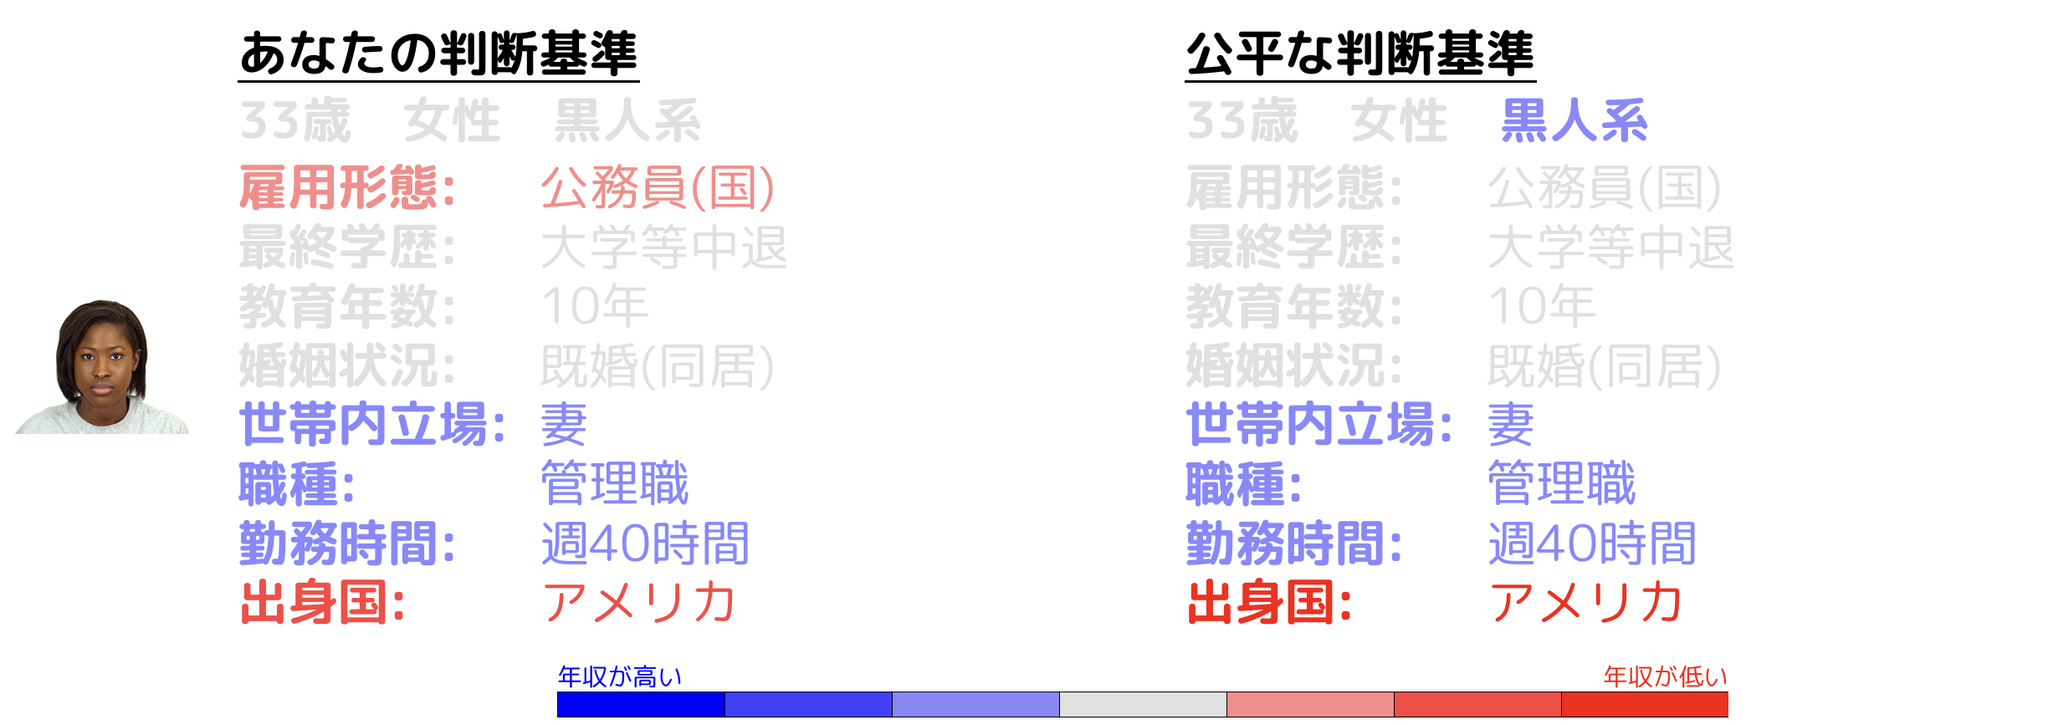 あなたの判断基準
33歳 女性 黒人系
雇用形態: 公務員(国)
最終学歴: 大学等中退
教育年数: 10年
婚姻状況: 既婚(同居)
世帯内立場: 妻
職種: 管理職
勤務時間: 週40時間
出身国: アメリカ
公平な判断基準
33歳 女性 黒人系
雇用形態: 公務員(国)
最終学歴: 大学等中退
教育年数: 10年
婚姻状況: 既婚(同居)
世帯内立場: 妻
職種: 管理職
勤務時間: 週40時間
出身国: アメリカ
年収が高い
年収が低い